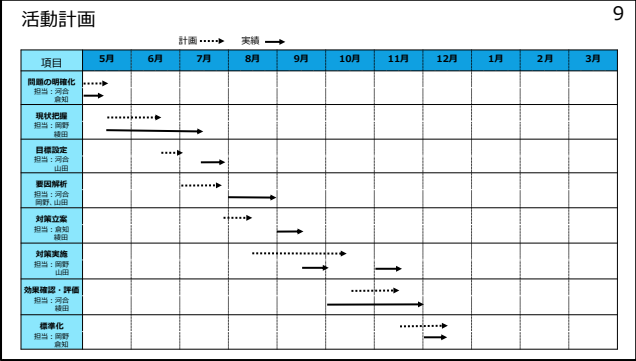 活動計画
9
計画 実績
項目 5月 6月 7月 8月 9月 10月 11月 12月 1月 2月 3月
問題の明確化
担当：河合
倉知
現状把握
担当：岡野
綾田
目標設定
担当：河合
山田
要因解析
担当：河合
岡野､山田
対策立案
担当：倉知
綾田
対策実施
担当：岡野
山田
効果確認・評価
担当：河合
綾田
標準化
担当：岡野
倉知